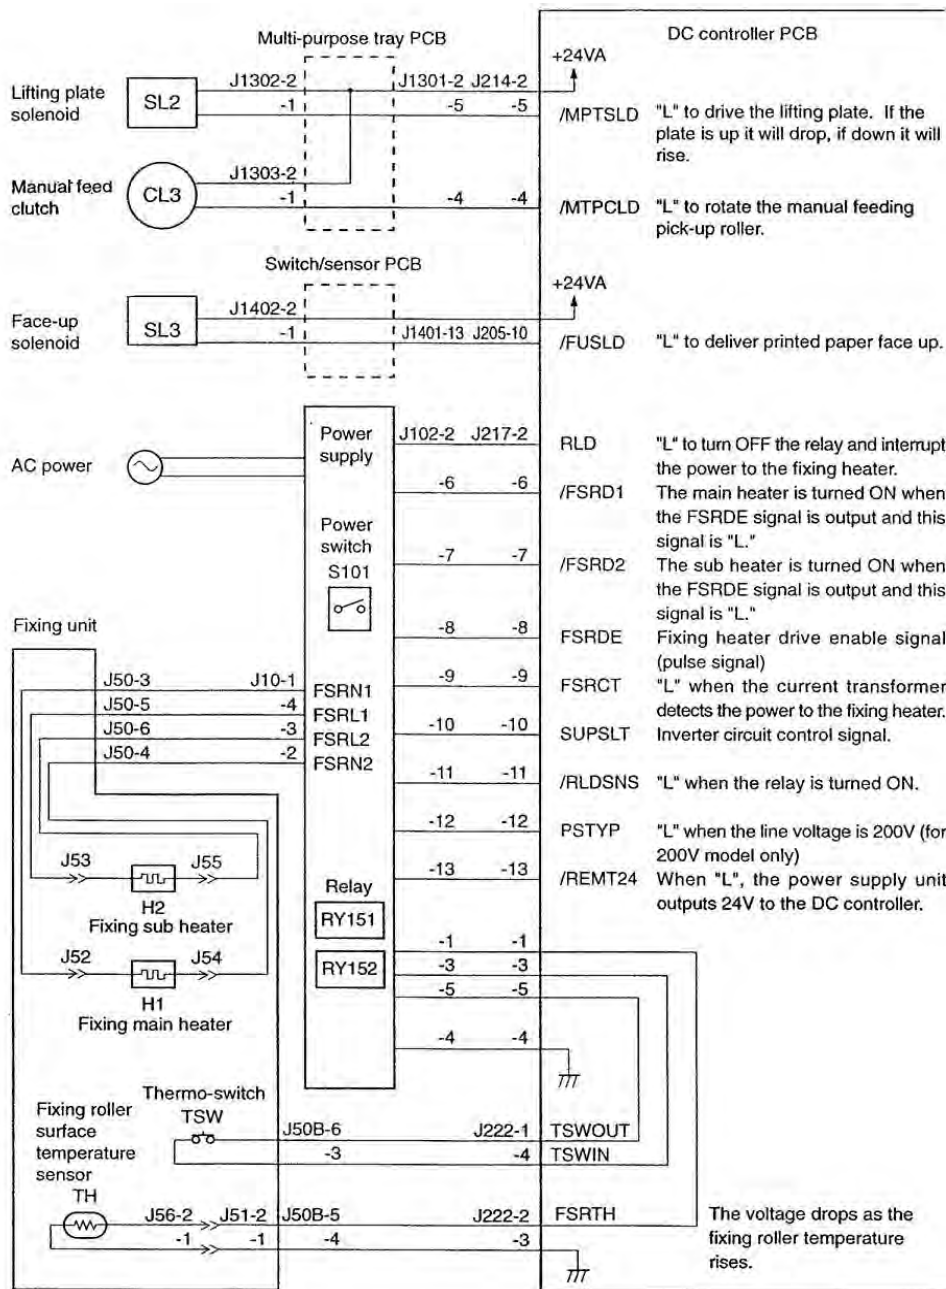 DC controller PCB
Multi-purpose tray PCB
+24VA
J1302-2
J1301-2 J214-2
Lifting plate
solenoid
SL2
-1
-5
-5
/MPTSLD
"L" to drive the lifting plate. If the
plate is up it will drop, if down it will
rise.
J1303-2
Manual feed
clutch
CL3
-1
-4
-4
/MTPCLD
"L" to rotate the manual feeding
pick-up roller.
Switch/sensor PCB
+24VA
J1402-2
Face-up
solenoid
SL3
-1
J1401-13 J205-10
/FUSLD
"L" to deliver printed paper face up.
AC power
Power
supply
J102-2 J217-2
RLD
"L" to turn OFF the relay and interrupt
the power to the fixing heater.
-6
-6
/FSRD1
The main heater is turned ON when
the FSRDE signal is output and this
signal is "L."
Power
switch
S101
-7
-7
/FSRD2
The sub heater is turned ON when
the FSRDE signal is output and this
signal is "L."
-8
-8
FSRDE
Fixing heater drive enable signal
(pulse signal)
Fixing unit
J50-3
J10-1
FSRN1
-9
-9
FSRCT
"L" when the current transformer
detects the power to the fixing heater.
J50-5
-4
FSRL1
J50-6
-3
FSRL2
-10
-10
SUPSLT
Inverter circuit control signal.
J50-4
-2
FSRN2
-11
-11
/RLDSNS
"L" when the relay is turned ON.
-12
-12
PSTYP
"L" when the line voltage is 200V (for
200V model only)
J53
J55
H2
Fixing sub heater
-13
-13
/REMT24
When "L", the power supply unit
outputs 24V to the DC controller.
Relay
RY151
RY152
-1
-1
-3
-3
-5
-5
-4
-4
J52
J54
H1
Fixing main heater
Thermo-switch
TSW
J50B-6
J222-1
TSWOUT
-3
-4
TSWIN
Fixing roller
surface
temperature
sensor
TH
J56-2
J51-2
J50B-5
J222-2
FSRTH
The voltage drops as the
fixing roller temperature
rises.
-1
-1
-4
-3